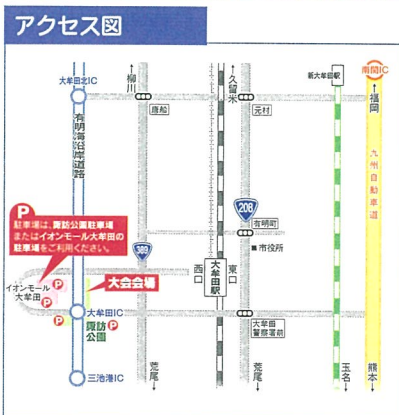 アクセス図
大牟田北IC
有明海沿岸道路
←柳川
唐船
←久留米
元村
新大牟田駅
南関IC
←福岡
九州自動車道
P
駐車場は、諏訪公園駐車場
またはイオンモール大牟田の
駐車場をご利用ください。
208
有明町
■市役所
389
西口
大牟田駅
東口
イオンモール
大牟田
P
P
大会会場
大牟田IC
P
諏訪
公園
P
大牟田
警察署前
三池港IC
荒尾→
荒尾→
玉名→
熊本→